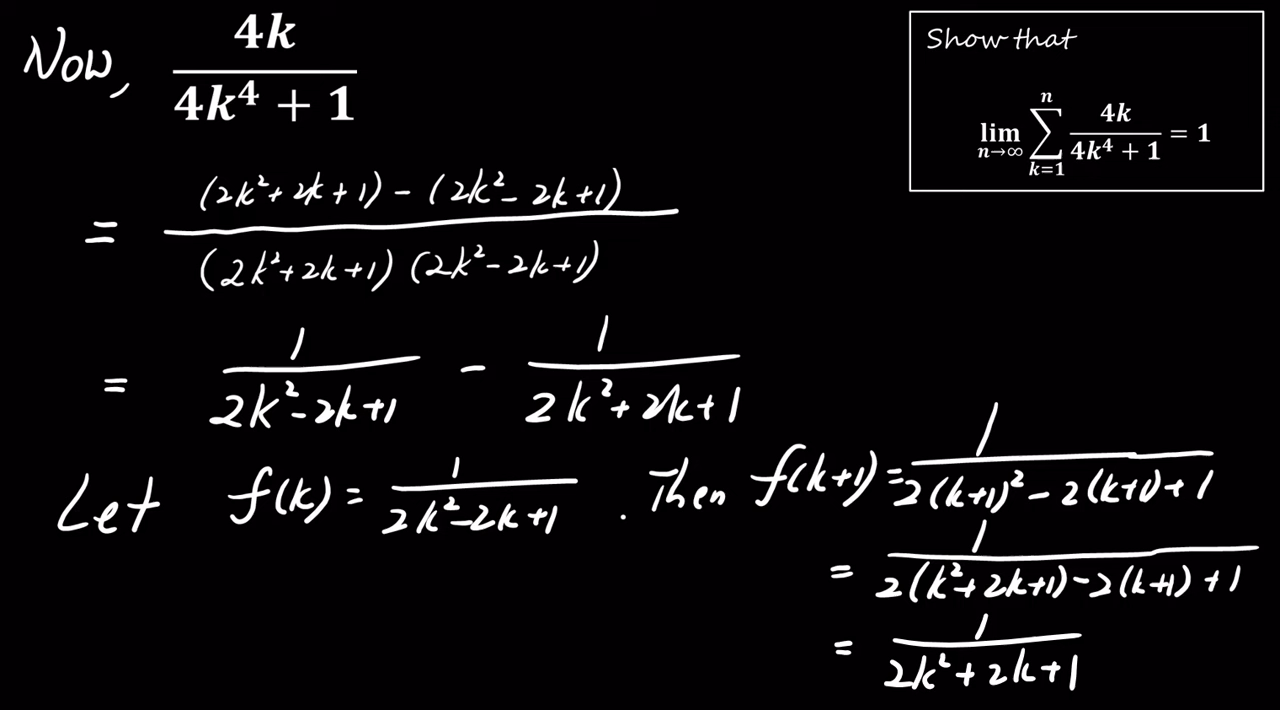 Now, 4k / 4k⁴ + 1
= (2k²+2k+1) - (2k²-2k+1) / (2k²+2k+1) (2k²-2k+1)
= 1 / 2k²-2k+1 - 1 / 2k²+2k+1
Let f(k) = 1 / 2k²-2k+1 . Then f(k+1) = 1 / 2(k+1)²-2(k+1)+1
= 1 / 2(k²+2k+1)-2(k+1)+1
= 1 / 2k²+2k+1
Show that
lim n→∞ ∑ k=1 n 4k / 4k⁴ + 1 = 1